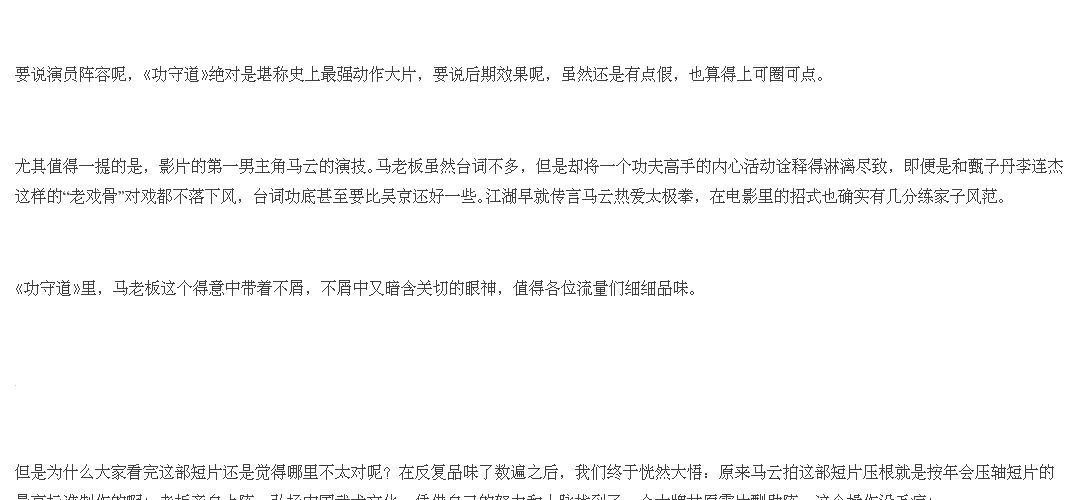 要说演员阵容呢，《功守道》绝对是堪称史上最强动作大片，要说后期效果呢，虽然还是有点假，也算得上可圈可点。
尤其值得一提的是，影片的第一男主角马云的演技。马老板虽然台词不多，但是却将一个功夫高手的内心活动诠释得淋漓尽致，即便是和甄子丹李连杰
这样的“老戏骨”对戏都不落下风，台词功底甚至要比吴京还好一些。江湖早就传言马云热爱太极拳，在电影里的招式也确实有几分练家子风范。
《功守道》里，马老板这个得意中带着不屑，不屑中又暗含关切的眼神，值得各位流量们细细品味。
但是为什么大家看完这部短片还是觉得哪里不太对呢？在反复品味了数遍之后，我们终于恍然大悟：原来马云拍这部短片压根就是按年会压轴短片的